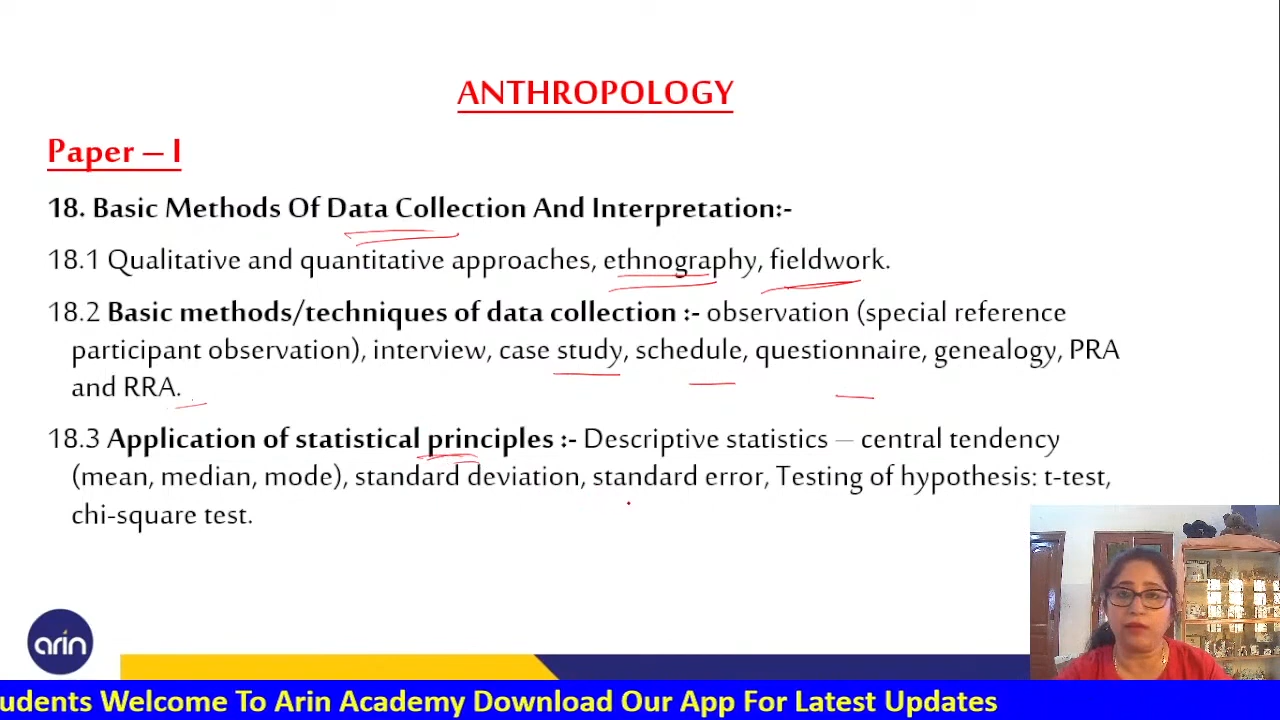 ANTHROPOLOGY
Paper – I
18. Basic Methods Of Data Collection And Interpretation:-
18.1 Qualitative and quantitative approaches, ethnography, fieldwork.
18.2 Basic methods/techniques of data collection :- observation (special reference
participant observation), interview, case study, schedule, questionnaire, genealogy, PRA
and RRA.
18.3 Application of statistical principles :- Descriptive statistics – central tendency
(mean, median, mode), standard deviation, standard error, Testing of hypothesis: t-test,
chi-square test.
arin
udents Welcome To Arin Academy Download Our App For Latest Updates